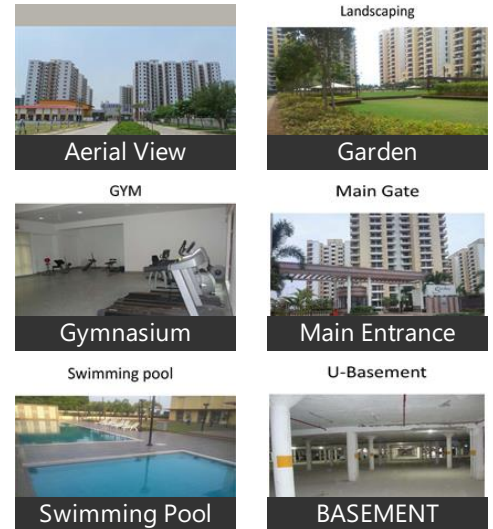 Landscaping
Aerial View
Garden
GYM
Main Gate
Gymnasium
Main Entrance
Swimming pool
U-Basement
Swimming Pool
BASEMENT